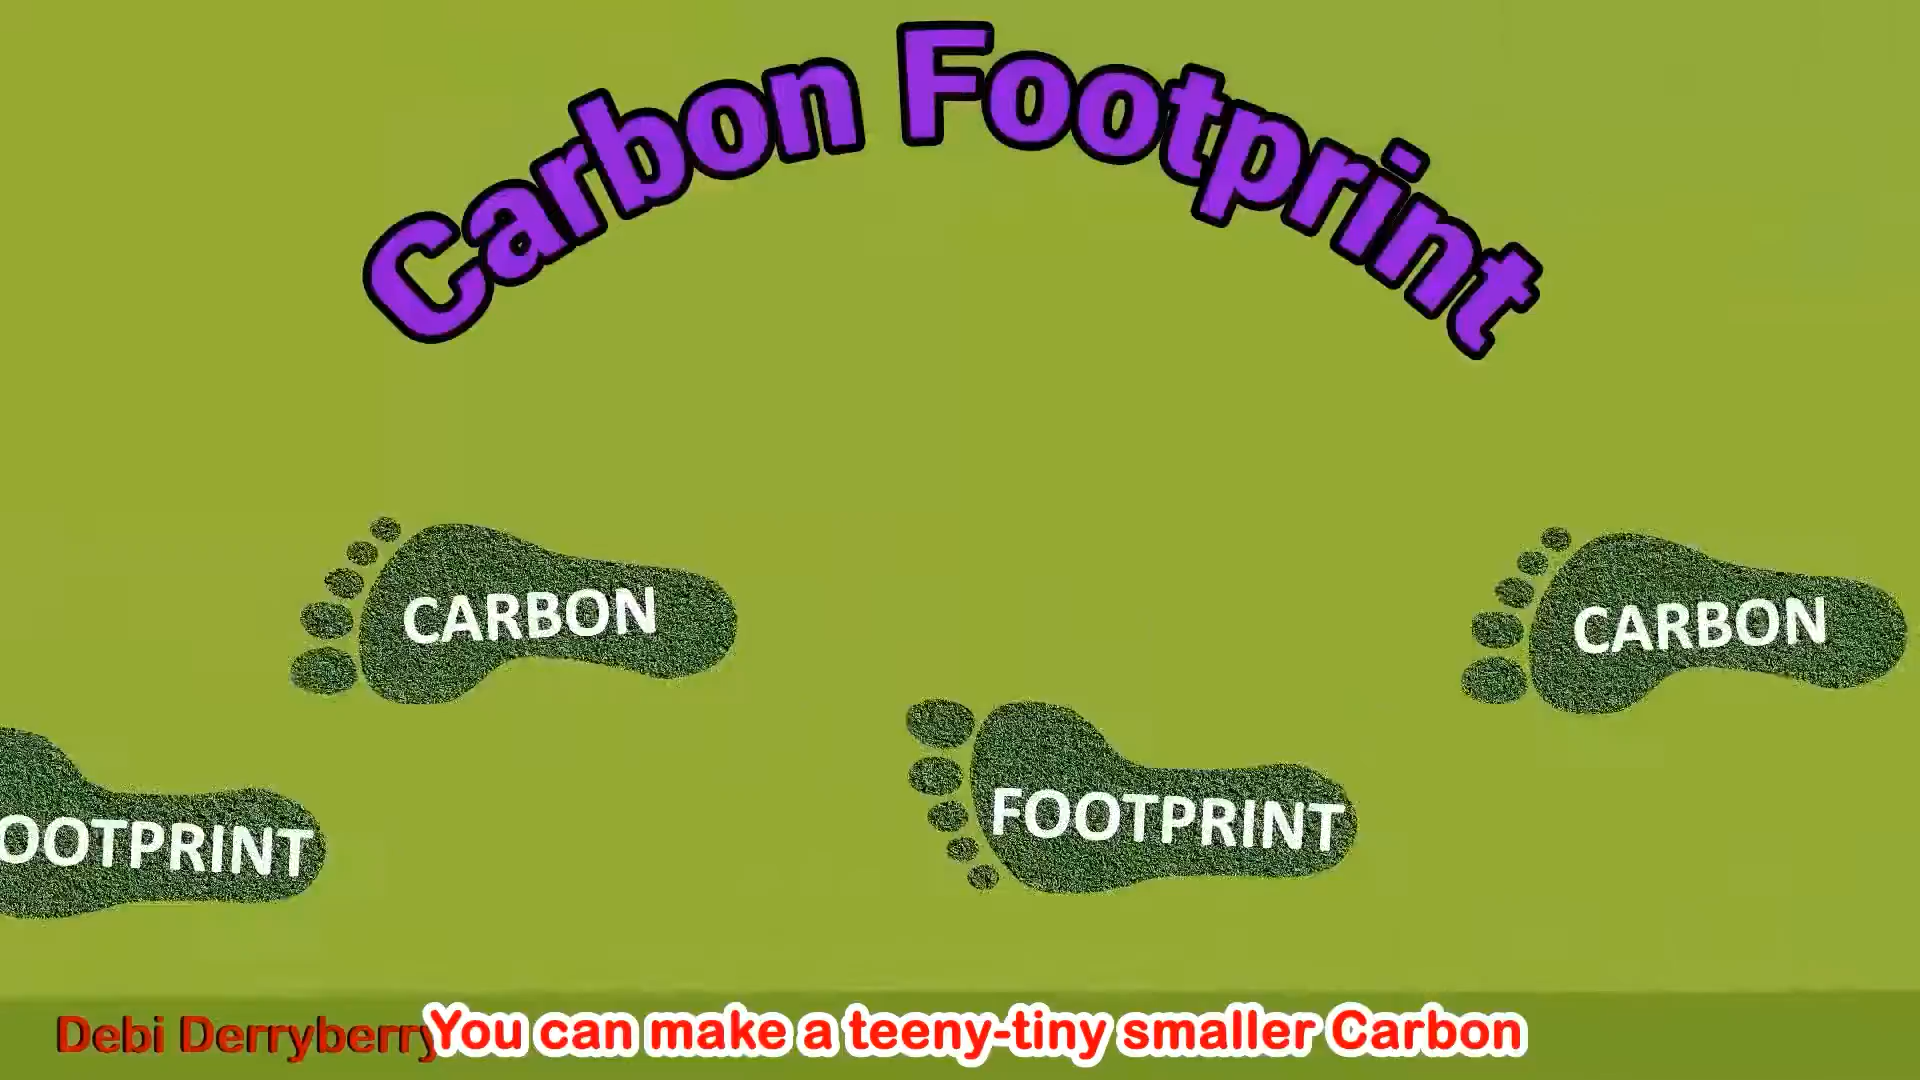 Carbon Footprint
CARBON
CARBON
FOOTPRINT
OOTPRINT
Debi Derryberry
You can make a teeny-tiny smaller Carbon